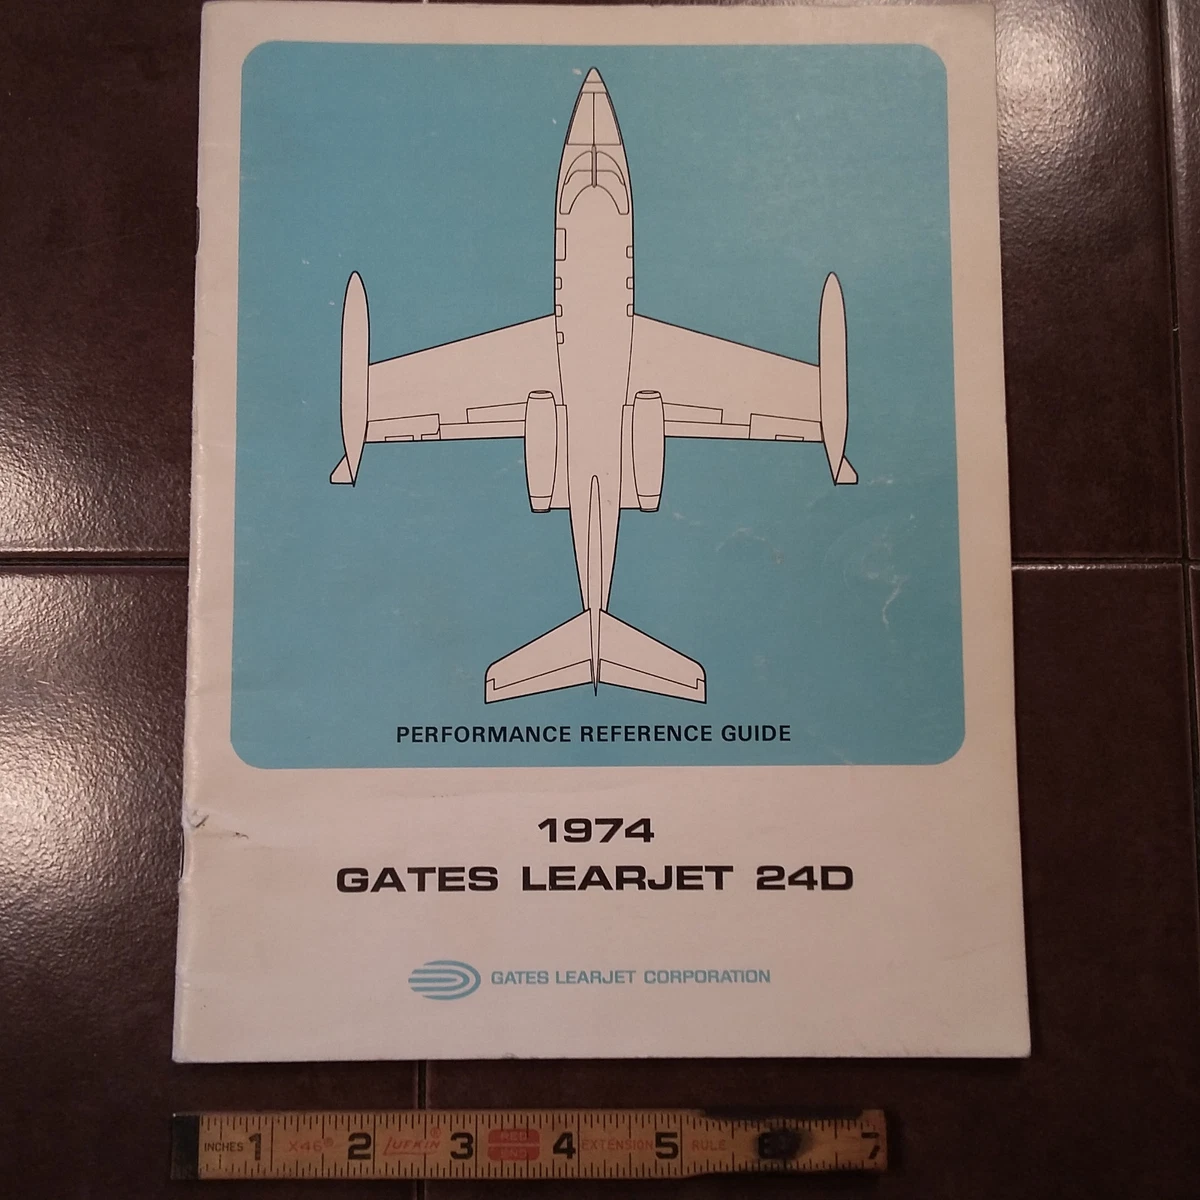 PERFORMANCE REFERENCE GUIDE
1974
GATES LEARJET 24D
GATES LEARJET CORPORATION
INCHES 1 X46 2 LUFKIN 3 RED END 4 EXTENSION 5 RULE 6 7